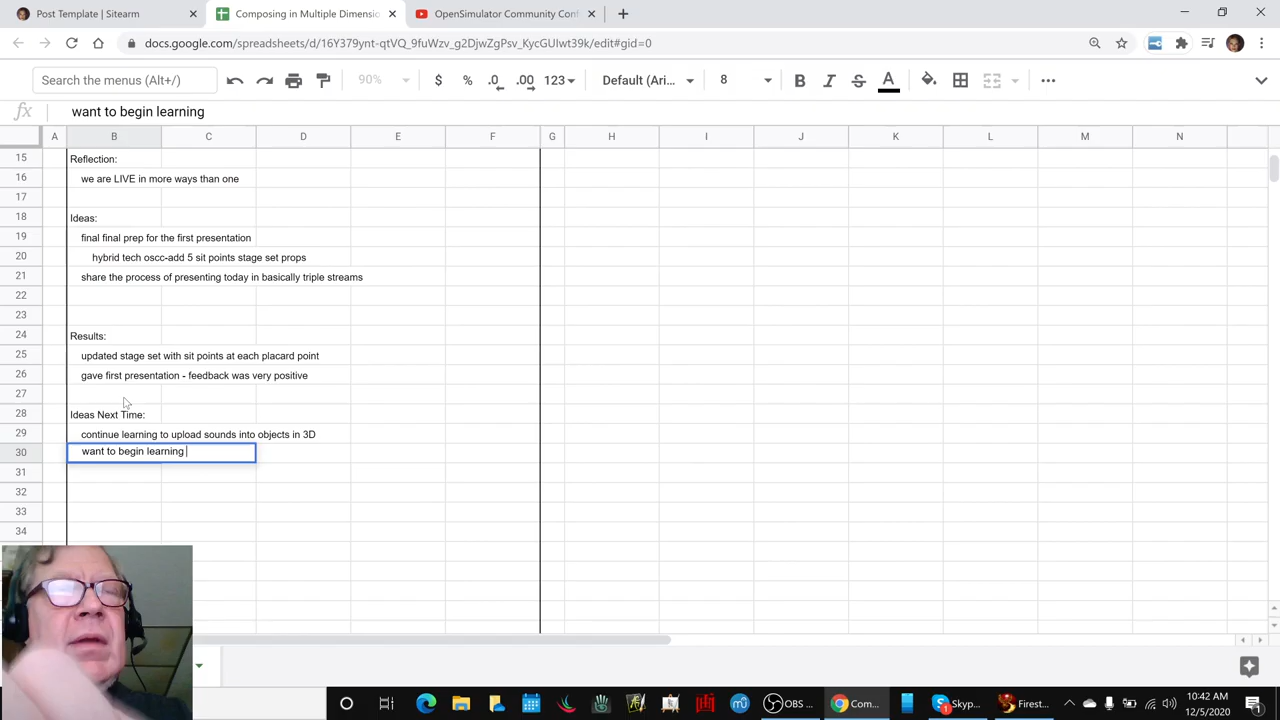 Post Template | Sitearm
Composing in Multiple Dimensio
OpenSimulator Community Con
docs.google.com/spreadsheets/d/16Y379ynt-qtVQ_9fuWzv_g2DjwZgPsv_KycGUIwt39k/edit#gid=0
Search the menus (Alt+/)
90%
$
%
.0
.00
123
Default (Ari...
8
B
I
S
A
fx
want to begin learning
A
B
C
D
E
F
G
H
I
J
K
L
M
N
15
Reflection:
16
we are LIVE in more ways than one
17
18
Ideas:
19
final final prep for the first presentation
20
hybrid tech oscc-add 5 sit points stage set props
21
share the process of presenting today in basically triple streams
22
23
24
Results:
25
updated stage set with sit points at each placard point
26
gave first presentation - feedback was very positive
27
28
Ideas Next Time:
29
continue learning to upload sounds into objects in 3D
30
want to begin learning
31
32
33
34
OBS ...
Com...
Skyp...
Firest...
10:42 AM
12/5/2020